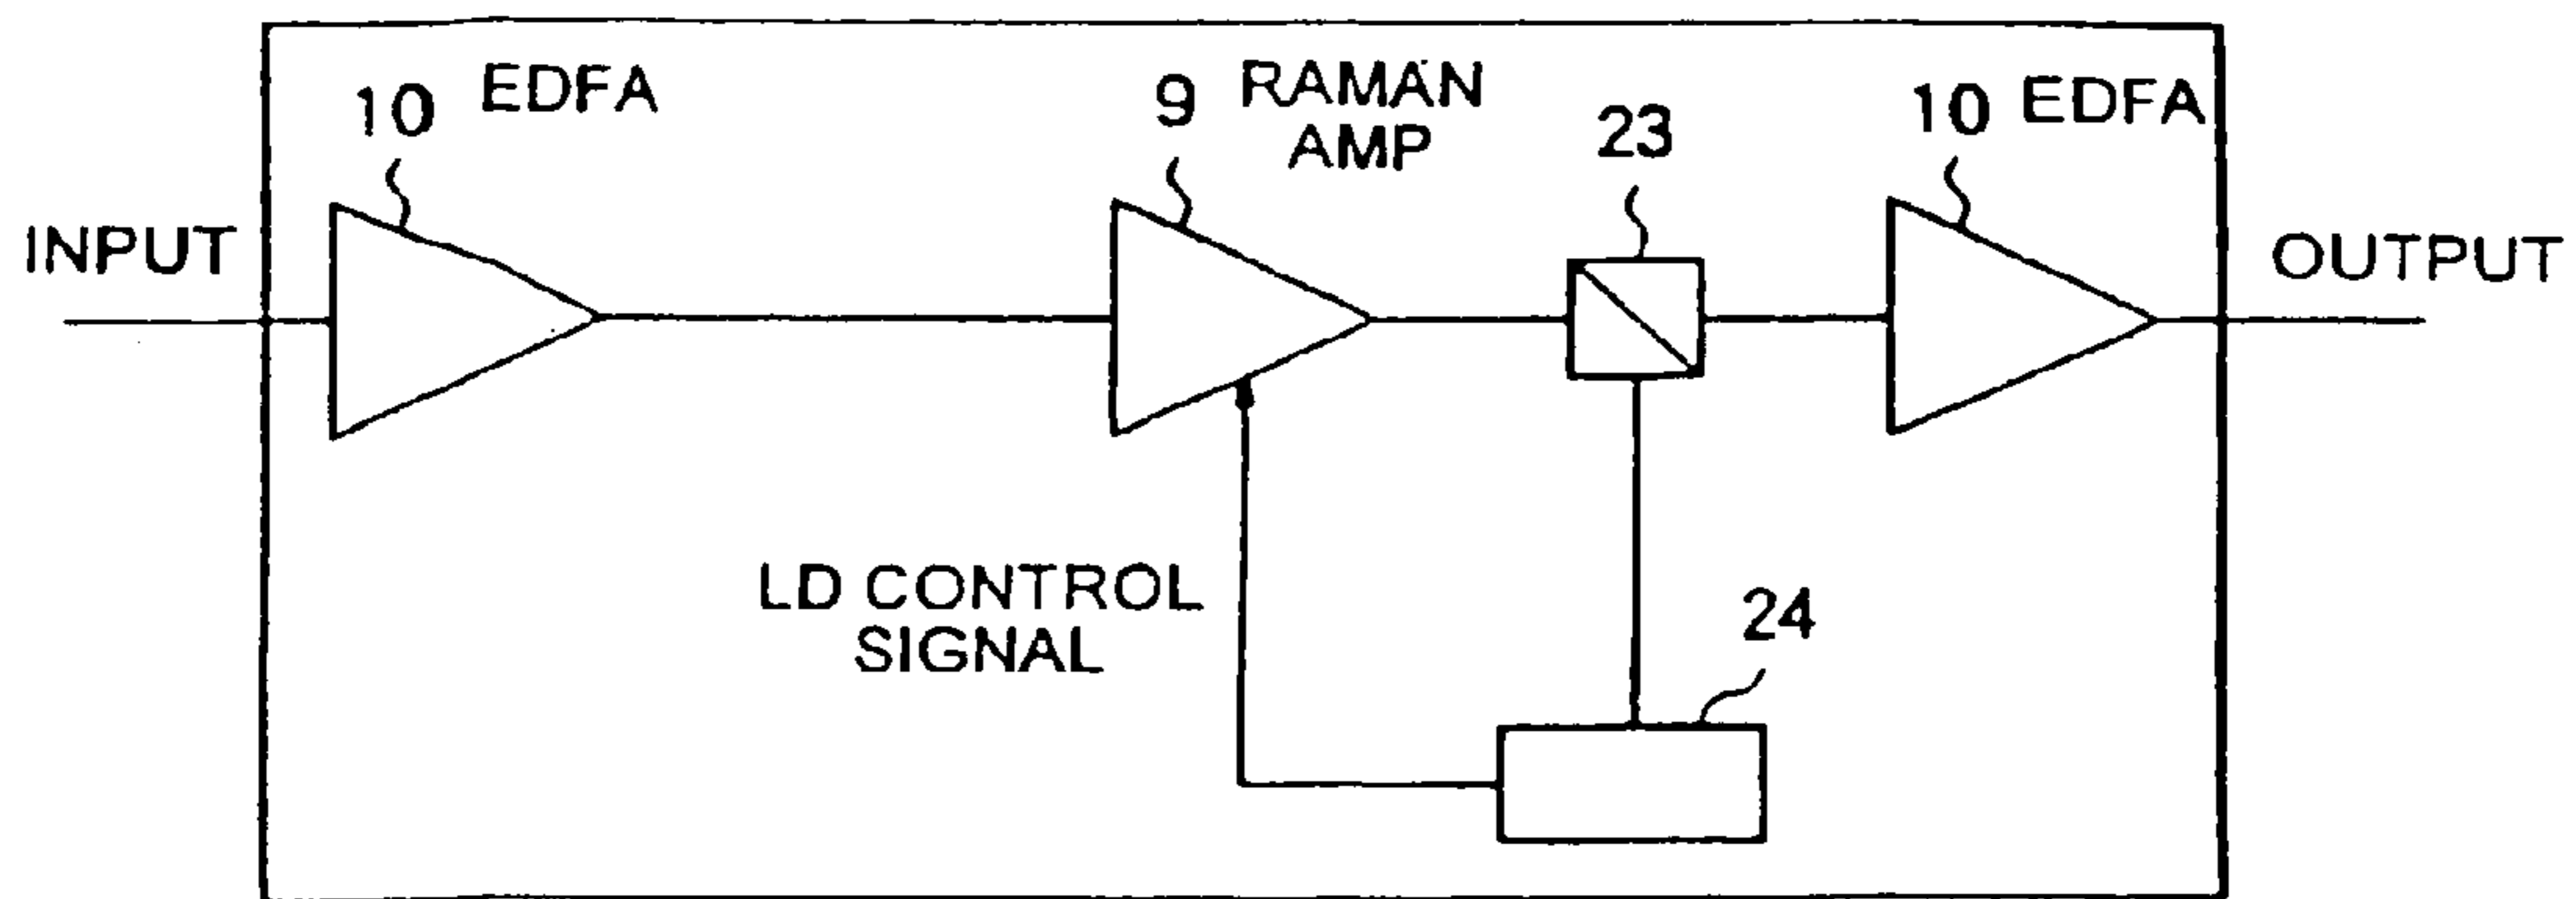 10 EDFA
9 RAMAN
AMP
23
10 EDFA
INPUT
OUTPUT
LD CONTROL
SIGNAL
24